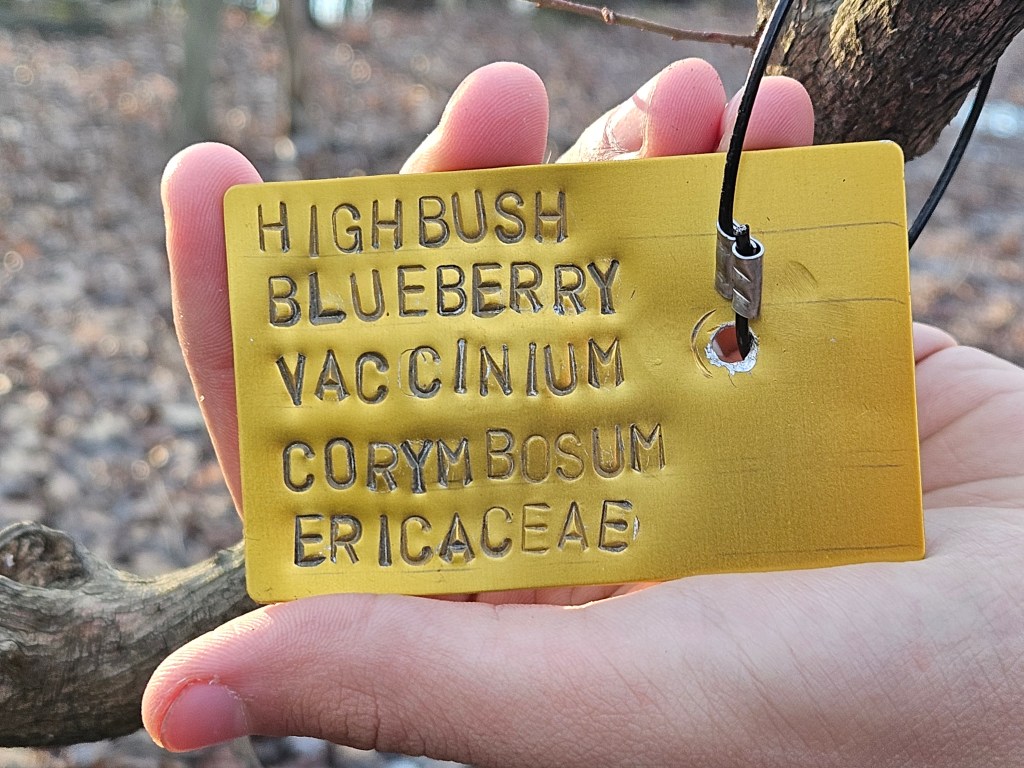 HIGHBUSH
BLUEBERRY
VACCINIUM
CORYMBOSUM
ERICACEAE